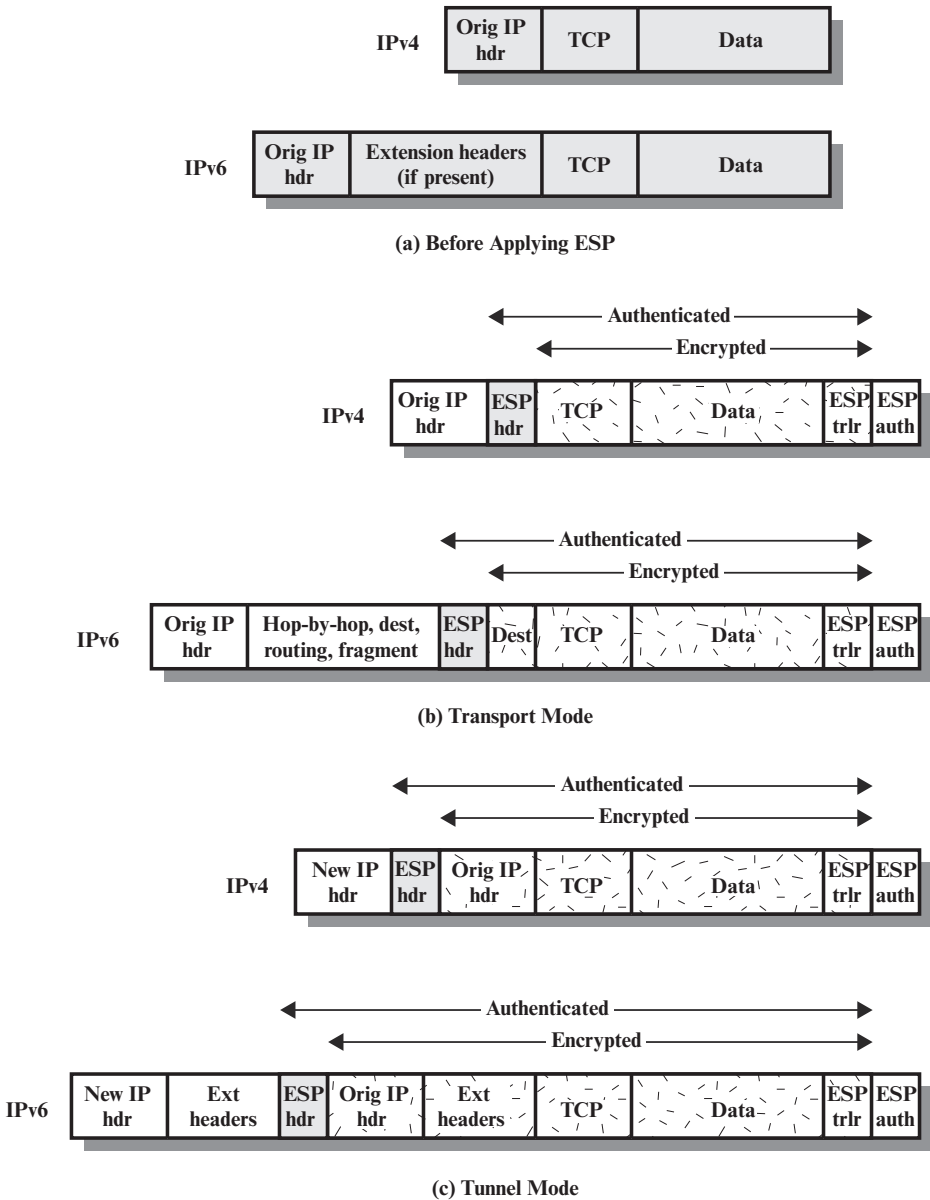 IPv4
Orig IP
hdr
TCP
Data
IPv6
Orig IP
hdr
Extension headers
(if present)
TCP
Data
(a) Before Applying ESP
Authenticated
Encrypted
IPv4
Orig IP
hdr
ESP
hdr
TCP
Data
ESP
trlr
ESP
auth
Authenticated
Encrypted
IPv6
Orig IP
hdr
Hop-by-hop, dest,
routing, fragment
ESP
hdr
Dest
TCP
Data
ESP
trlr
ESP
auth
(b) Transport Mode
Authenticated
Encrypted
IPv4
New IP
hdr
ESP
hdr
Orig IP
hdr
TCP
Data
ESP
trlr
ESP
auth
Authenticated
Encrypted
IPv6
New IP
hdr
Ext
headers
ESP
hdr
Orig IP
hdr
Ext
headers
TCP
Data
ESP
trlr
ESP
auth
(c) Tunnel Mode